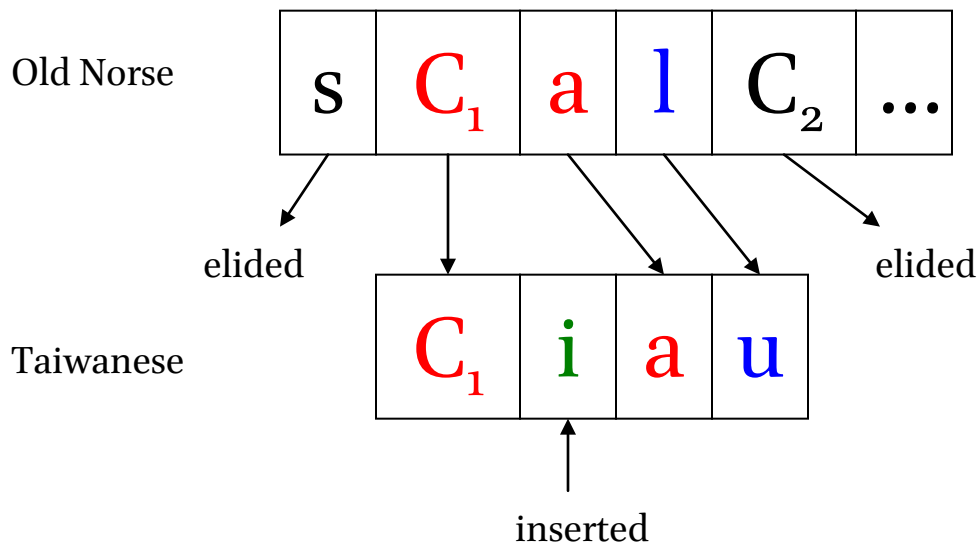 Old Norse s C₁ a l C₂ ...
elided elided
Taiwanese C₁ i a u
inserted